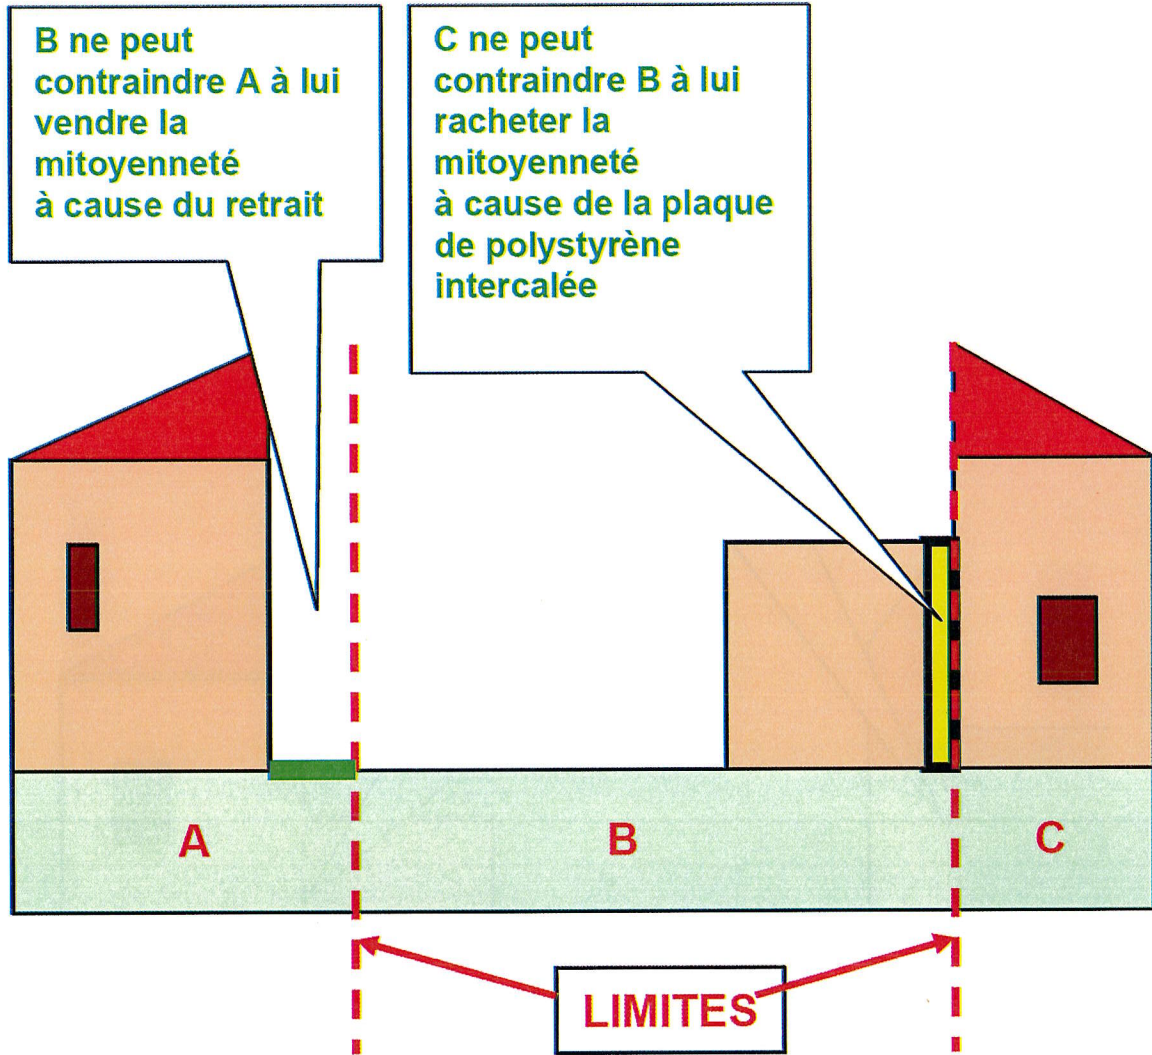 B ne peut
contraindre A à lui
vendre la
mitoyenneté
à cause du retrait
C ne peut
contraindre B à lui
racheter la
mitoyenneté
à cause de la plaque
de polystyrène
intercalée
A
B
C
LIMITES